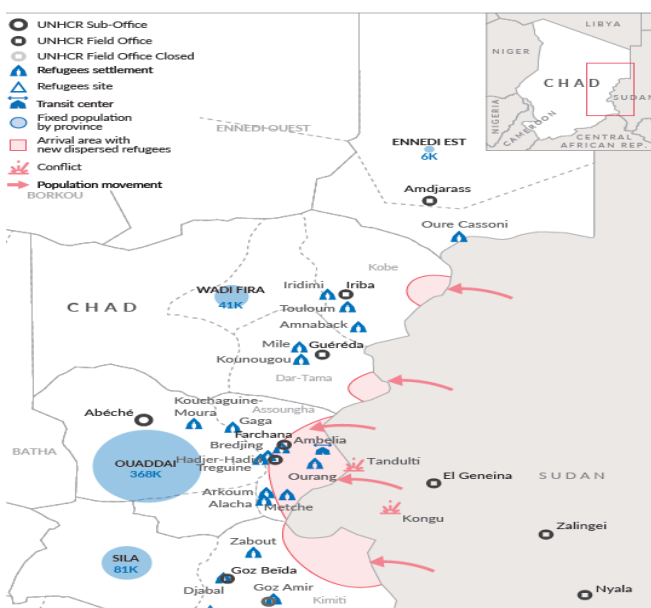 UNHCR Sub-Office
UNHCR Field Office
UNHCR Field Office Closed
Refugees settlement
Refugees site
Transit center
Fixed population
by province
Arrival area with
new dispersed refugees
Conflict
Population movement
LIBYA
NIGER
CHAD
SUDAN
NIGERIA
CAMEROON
CENTRAL
AFRICAN REP.
ENNEDI OUEST
ENNEDI EST
6K
Amdjarass
BORKOU
Oure Cassoni
Kobe
WADI FIRA
41K
Iridimi
Iriba
CHAD
Touloum
Amnaback
Mile
Guéréda
Kounougou
Dar-Tama
Kouchaguine-
Moura
Assoungha
Abéché
Gaga
Farchana
BATHA
Bredjing
Ambelia
OUADDAI
368K
Hadjer-Hadid
Treguine
Tandulti
Ourang
SUDAN
El Geneina
Arkoum
Alacha
Metche
Kongu
Zalingei
Zabout
SILA
81K
Goz Beïda
Djabal
Goz Amir
Kimiti
Nyala